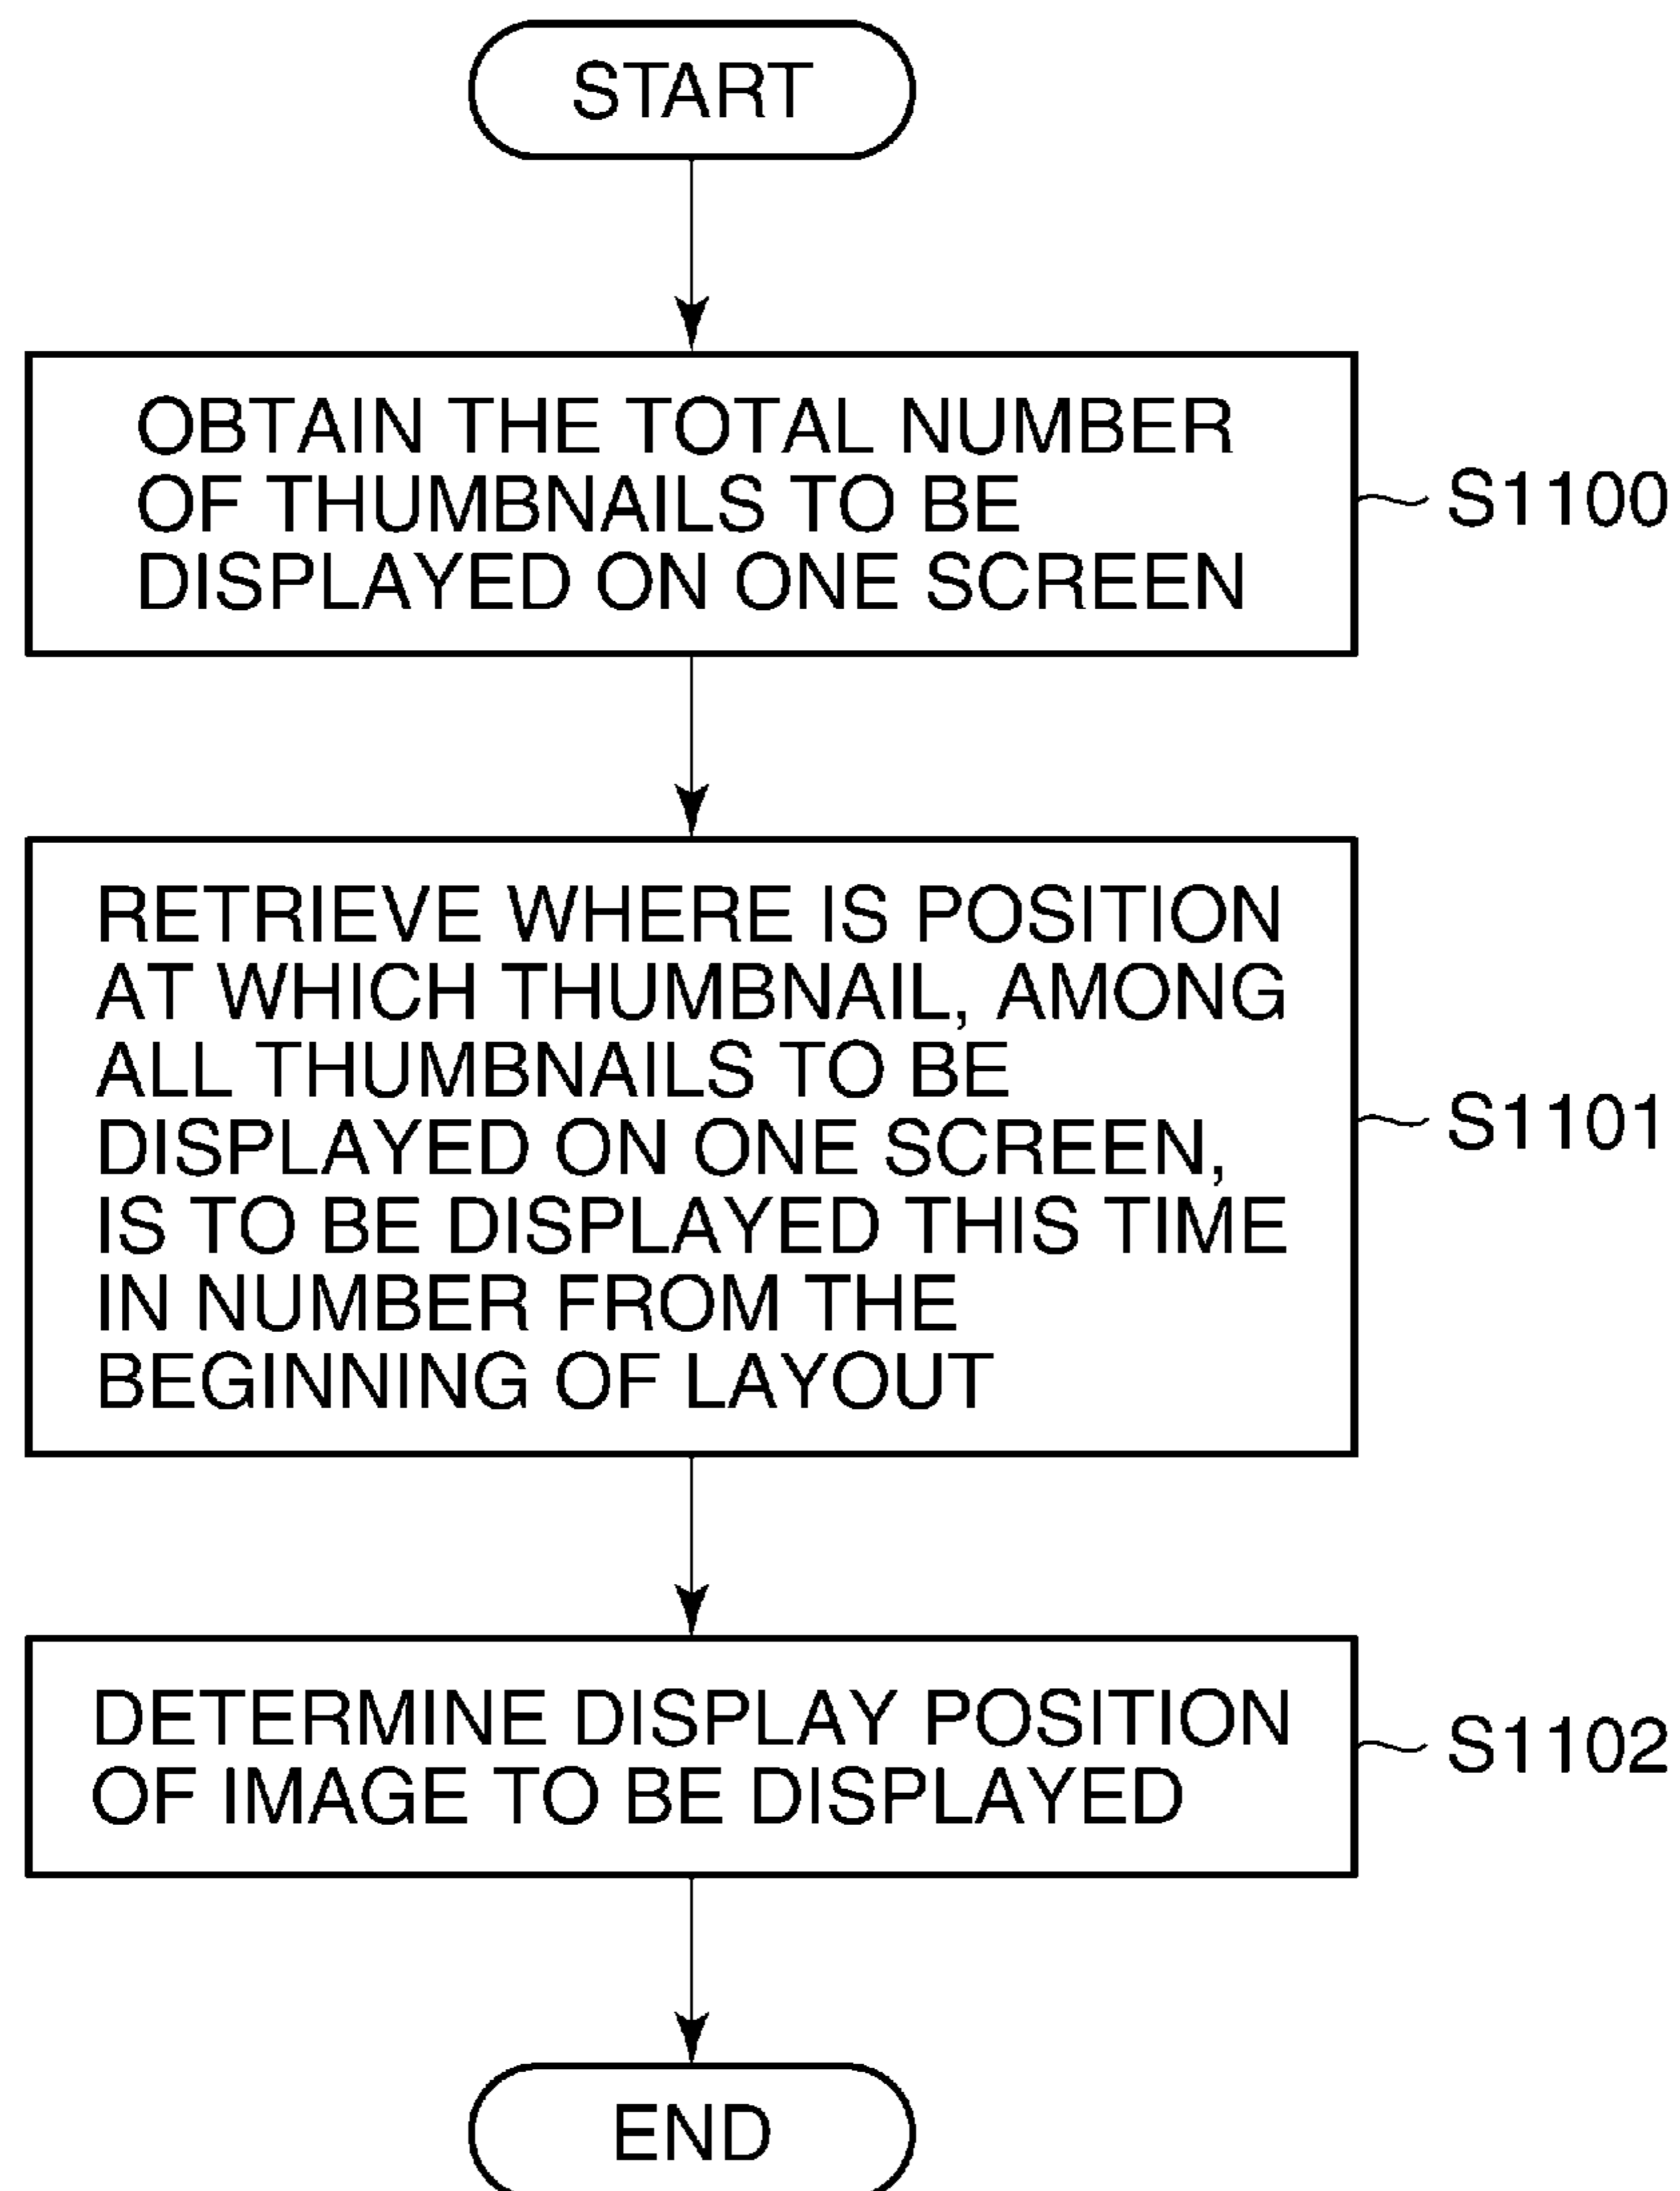 START
OBTAIN THE TOTAL NUMBER
OF THUMBNAILS TO BE
DISPLAYED ON ONE SCREEN
S1100
RETRIEVE WHERE IS POSITION
AT WHICH THUMBNAIL, AMONG
ALL THUMBNAILS TO BE
DISPLAYED ON ONE SCREEN,
IS TO BE DISPLAYED THIS TIME
IN NUMBER FROM THE
BEGINNING OF LAYOUT
S1101
DETERMINE DISPLAY POSITION
OF IMAGE TO BE DISPLAYED
S1102
END